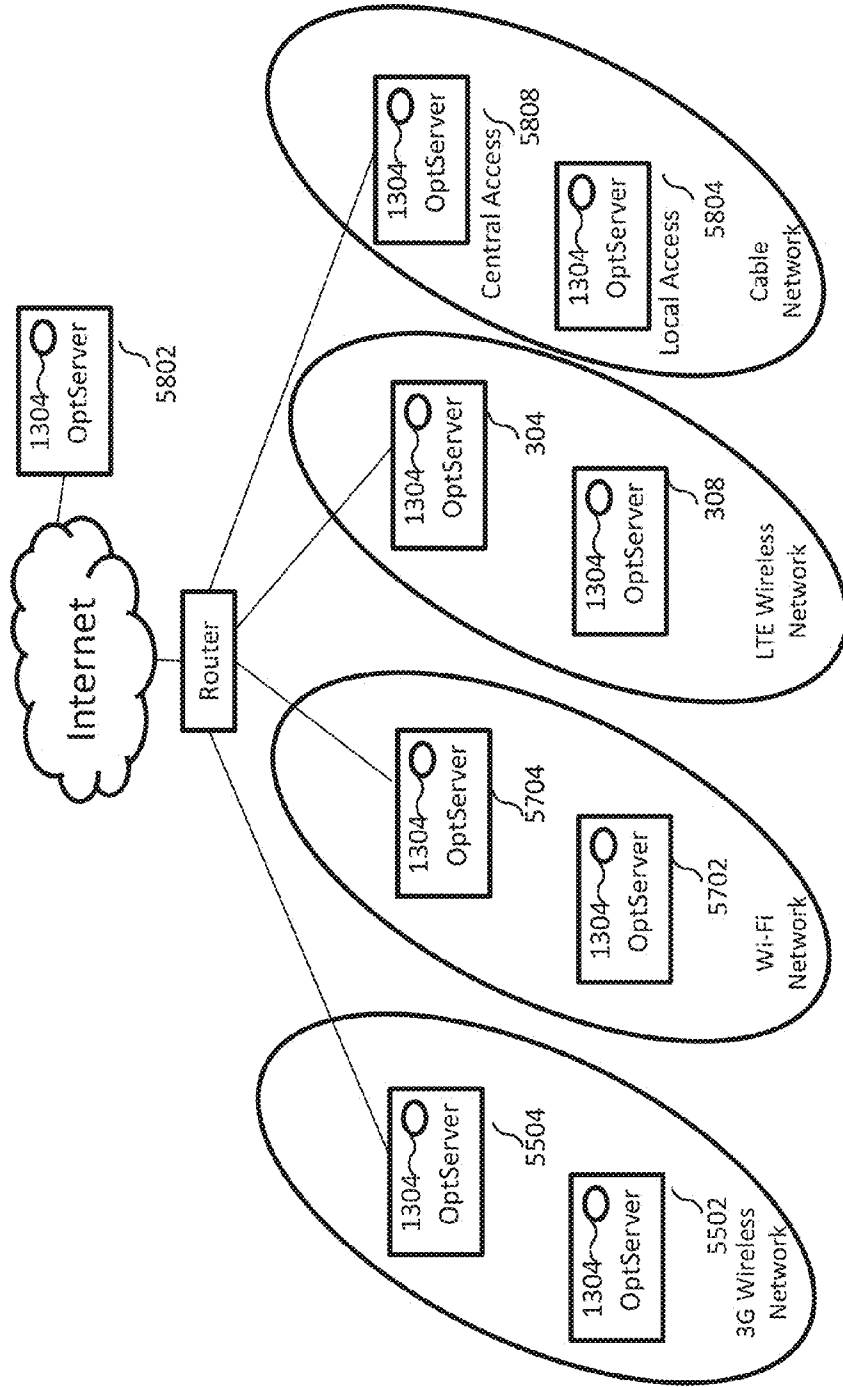 Internet
1304
OptServer
5802
Router
1304
OptServer
5504
1304
OptServer
5502
3G Wireless
Network
1304
OptServer
5704
1304
OptServer
5702
Wi-Fi
Network
1304
OptServer
304
1304
OptServer
308
LTE Wireless
Network
1304
OptServer
Central Access
5808
1304
OptServer
Local Access
5804
Cable
Network